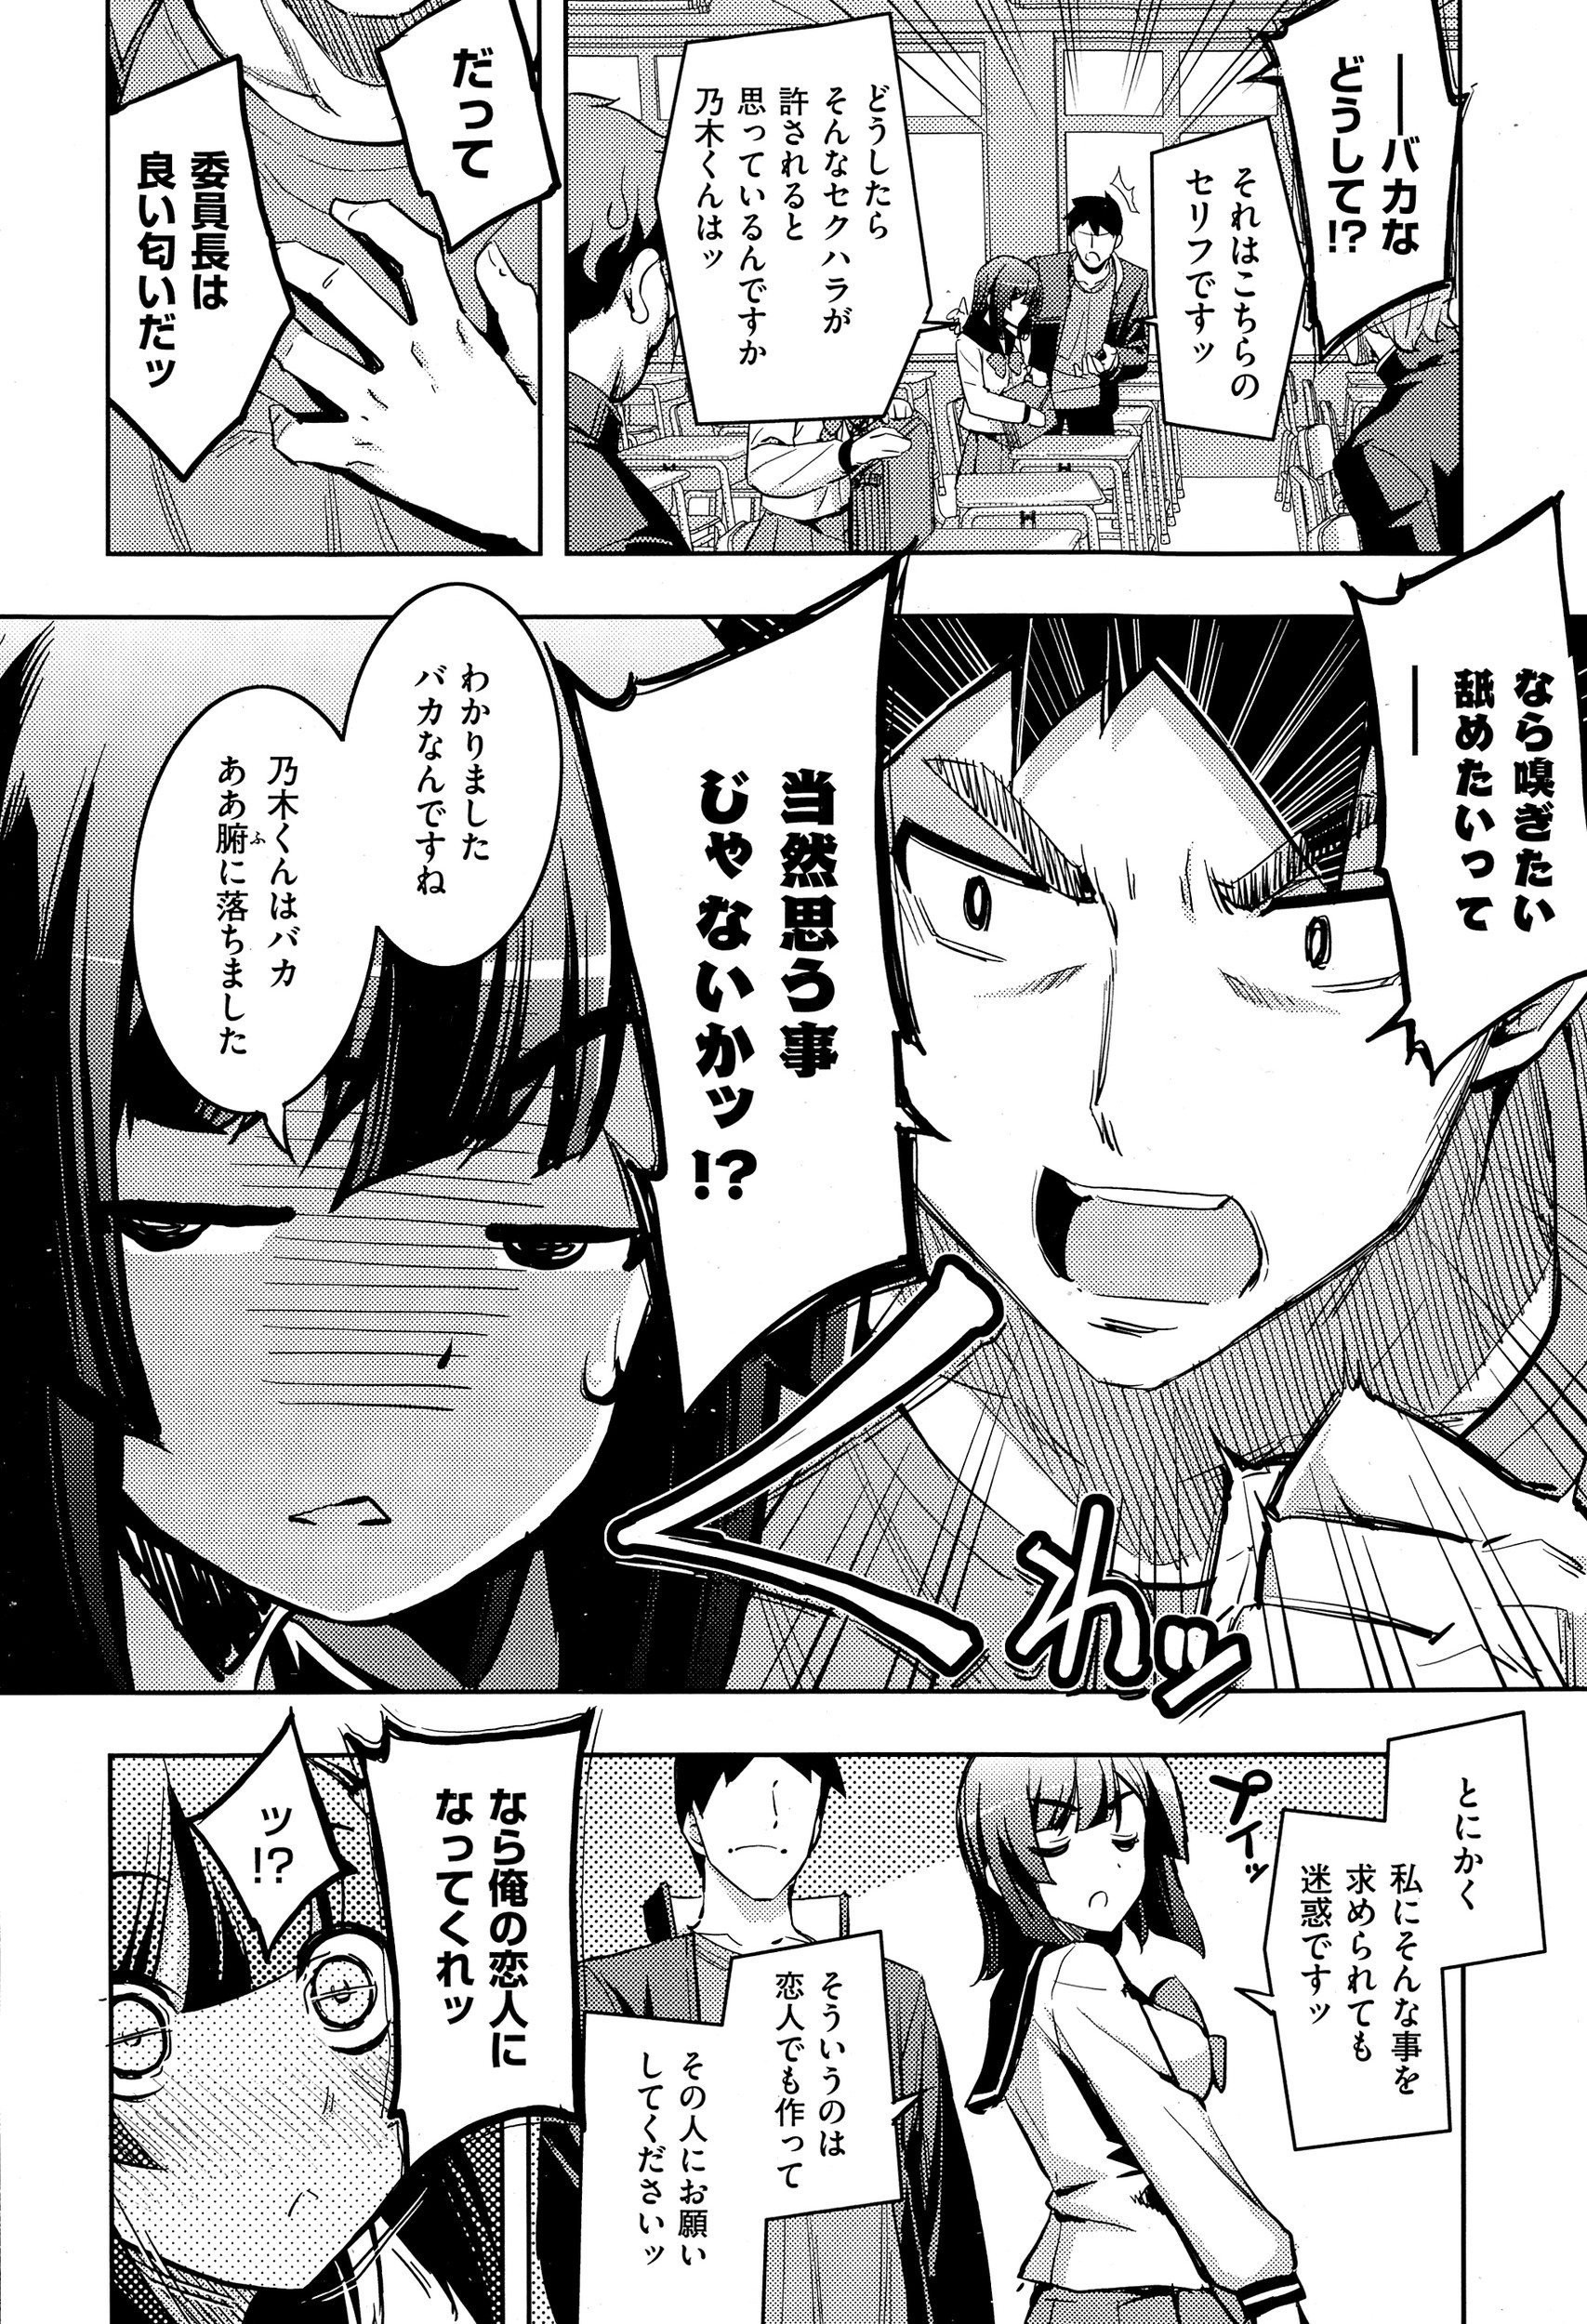 ――バカな
どうして!?
それはこちらの
セリフですッ
どうしたら
そんなセクハラが
許されると
思っているんですか
乃木くんはッ
だって
委員長は
良い匂いだッ
なら嗅ぎたい
舐めたいって
――
当然思う事
じゃないかッ!?
くわッ
わかりました
バカなんですね
乃木くんはバカ
ああ腑に落ちました
ふ
とにかく
私にそんな事を
求められても
迷惑ですッ
プイッ
そういうのは
恋人でも作って
その人にお願い
してくださいッ
なら俺の恋人に
なってくれッ
ッ!?